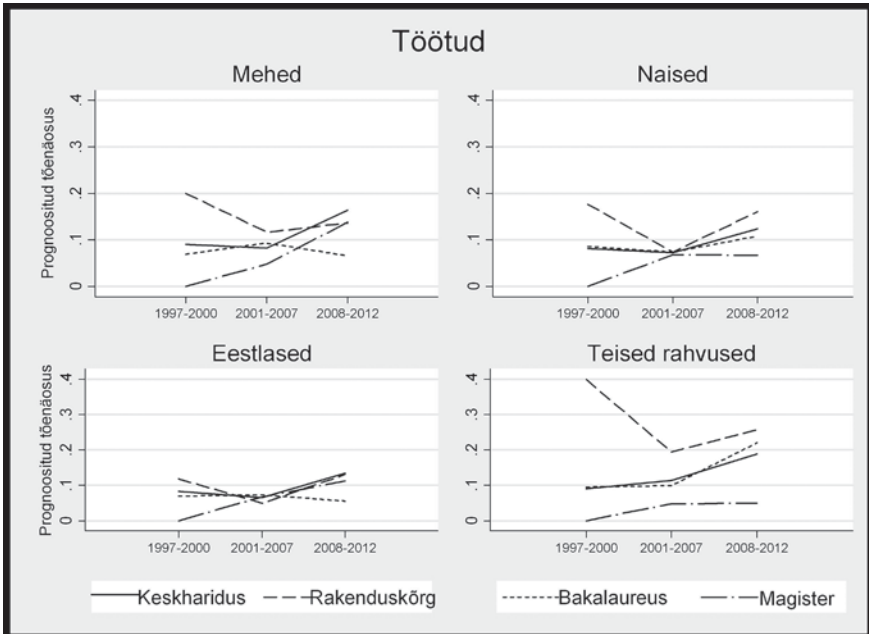 Töötud
Mehed
Naised
Prognoositud tõenäosus
.4
.3
.2
.1
0
1997-2000 2001-2007 2008-2012
.4
.3
.2
.1
0
1997-2000 2001-2007 2008-2012
Eestlased
Teised rahvused
Prognoositud tõenäosus
.4
.3
.2
.1
0
1997-2000 2001-2007 2008-2012
.4
.3
.2
.1
0
1997-2000 2001-2007 2008-2012
Keskharidus Rakenduskõrg Bakalaureus Magister